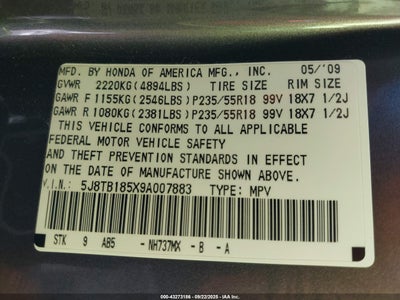 MFD. BY HONDA OF AMERICA MFG., INC. 05/'09
GVWR 2220KG(4894LBS) TIRE SIZE RIM SIZE
GAWR F 1155KG(2546LBS) P235/55R18 99V 18X7 1/2J
GAWR R 1080KG(2381LBS) P235/55R18 99V 18X7 1/2J
THIS VEHICLE CONFORMS TO ALL APPLICABLE
FEDERAL MOTOR VEHICLE SAFETY
AND THEFT PREVENTION STANDARDS IN EFFECT
ON THE DATE OF MANUFACTURE SHOWN ABOVE.
V.I.N.: 5J8TB185X9A007883 TYPE: MPV
STK 9 AB5 -NH737MX -B -A
000-43273186 - (09/22/2025) - IAAI.COM